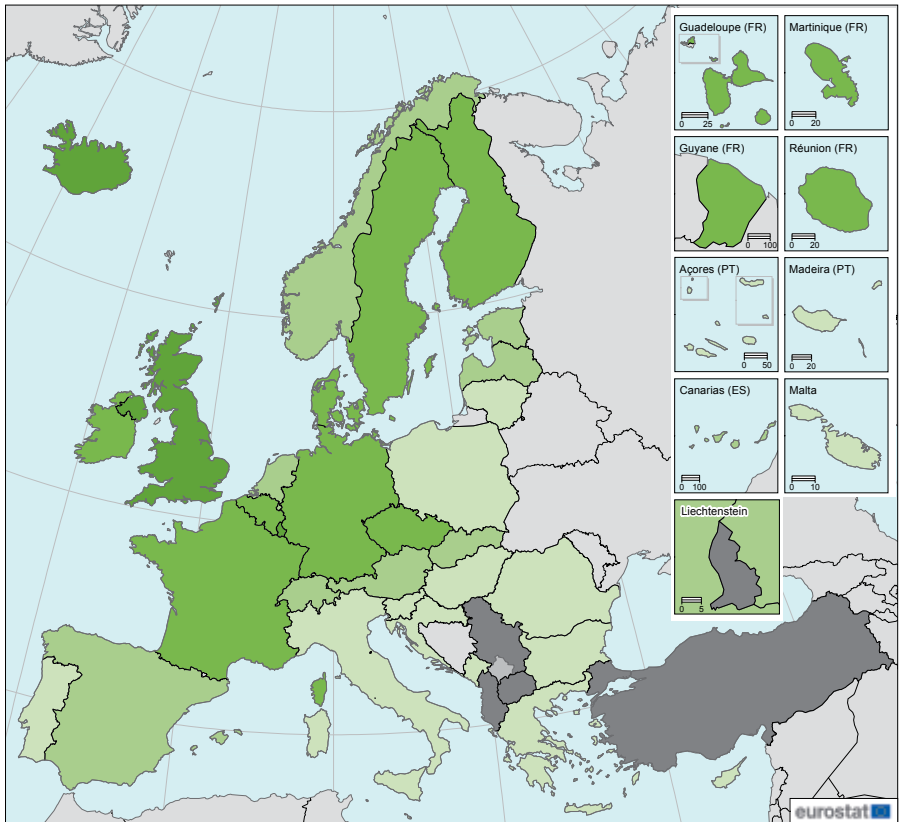 Guadeloupe (FR)
0 25
Martinique (FR)
0 20
Guyane (FR)
0 100
Réunion (FR)
0 20
Açores (PT)
0 50
Madeira (PT)
0 20
Canarias (ES)
0 100
Malta
0 10
Liechtenstein
0 5
eurostat